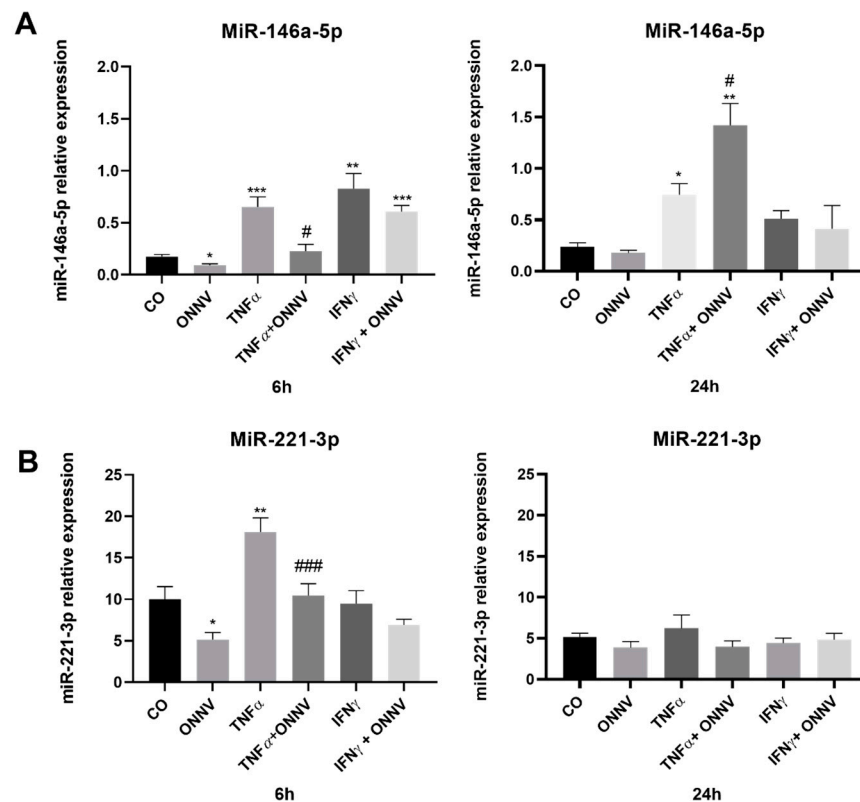 A
MiR-146a-5p
miR-146a-5p relative expression
2.0
1.5
1.0
0.5
0.0
*
***
#
**
***
CO
ONNV
TNFα
TNFα+ONNV
IFNγ
IFNγ + ONNV
6h
MiR-146a-5p
miR-146a-5p relative expression
2.0
1.5
1.0
0.5
0.0
*
#
**
CO
ONNV
TNFα
TNFα+ ONNV
IFNγ
IFNγ+ ONNV
24h
B
MiR-221-3p
miR-221-3p relative expression
25
20
15
10
5
0
*
**
###
CO
ONNV
TNFα
TNFα+ONNV
IFNγ
IFNγ + ONNV
6h
MiR-221-3p
miR-221-3p relative expression
25
20
15
10
5
0
CO
ONNV
TNFα
TNFα+ ONNV
IFNγ
IFNγ+ ONNV
24h